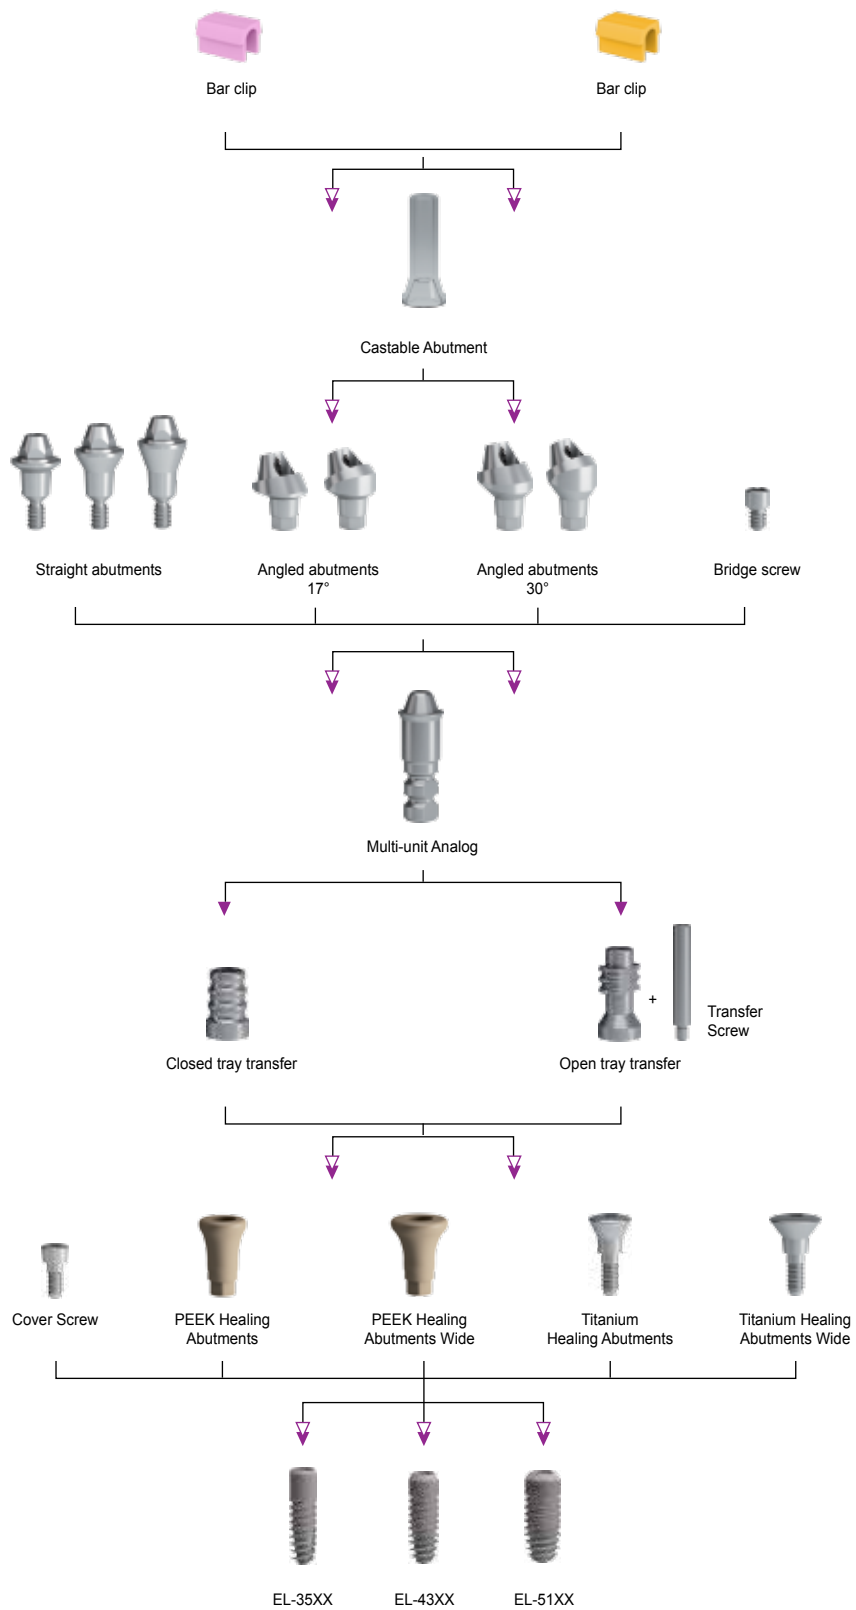 Bar clip
Bar clip
Castable Abutment
Straight abutments
Angled abutments
17°
Angled abutments
30°
Bridge screw
Multi-unit Analog
Closed tray transfer
+
Transfer
Screw
Open tray transfer
Cover Screw
PEEK Healing
Abutments
PEEK Healing
Abutments Wide
Titanium
Healing Abutments
Titanium Healing
Abutments Wide
EL-35XX
EL-43XX
EL-51XX